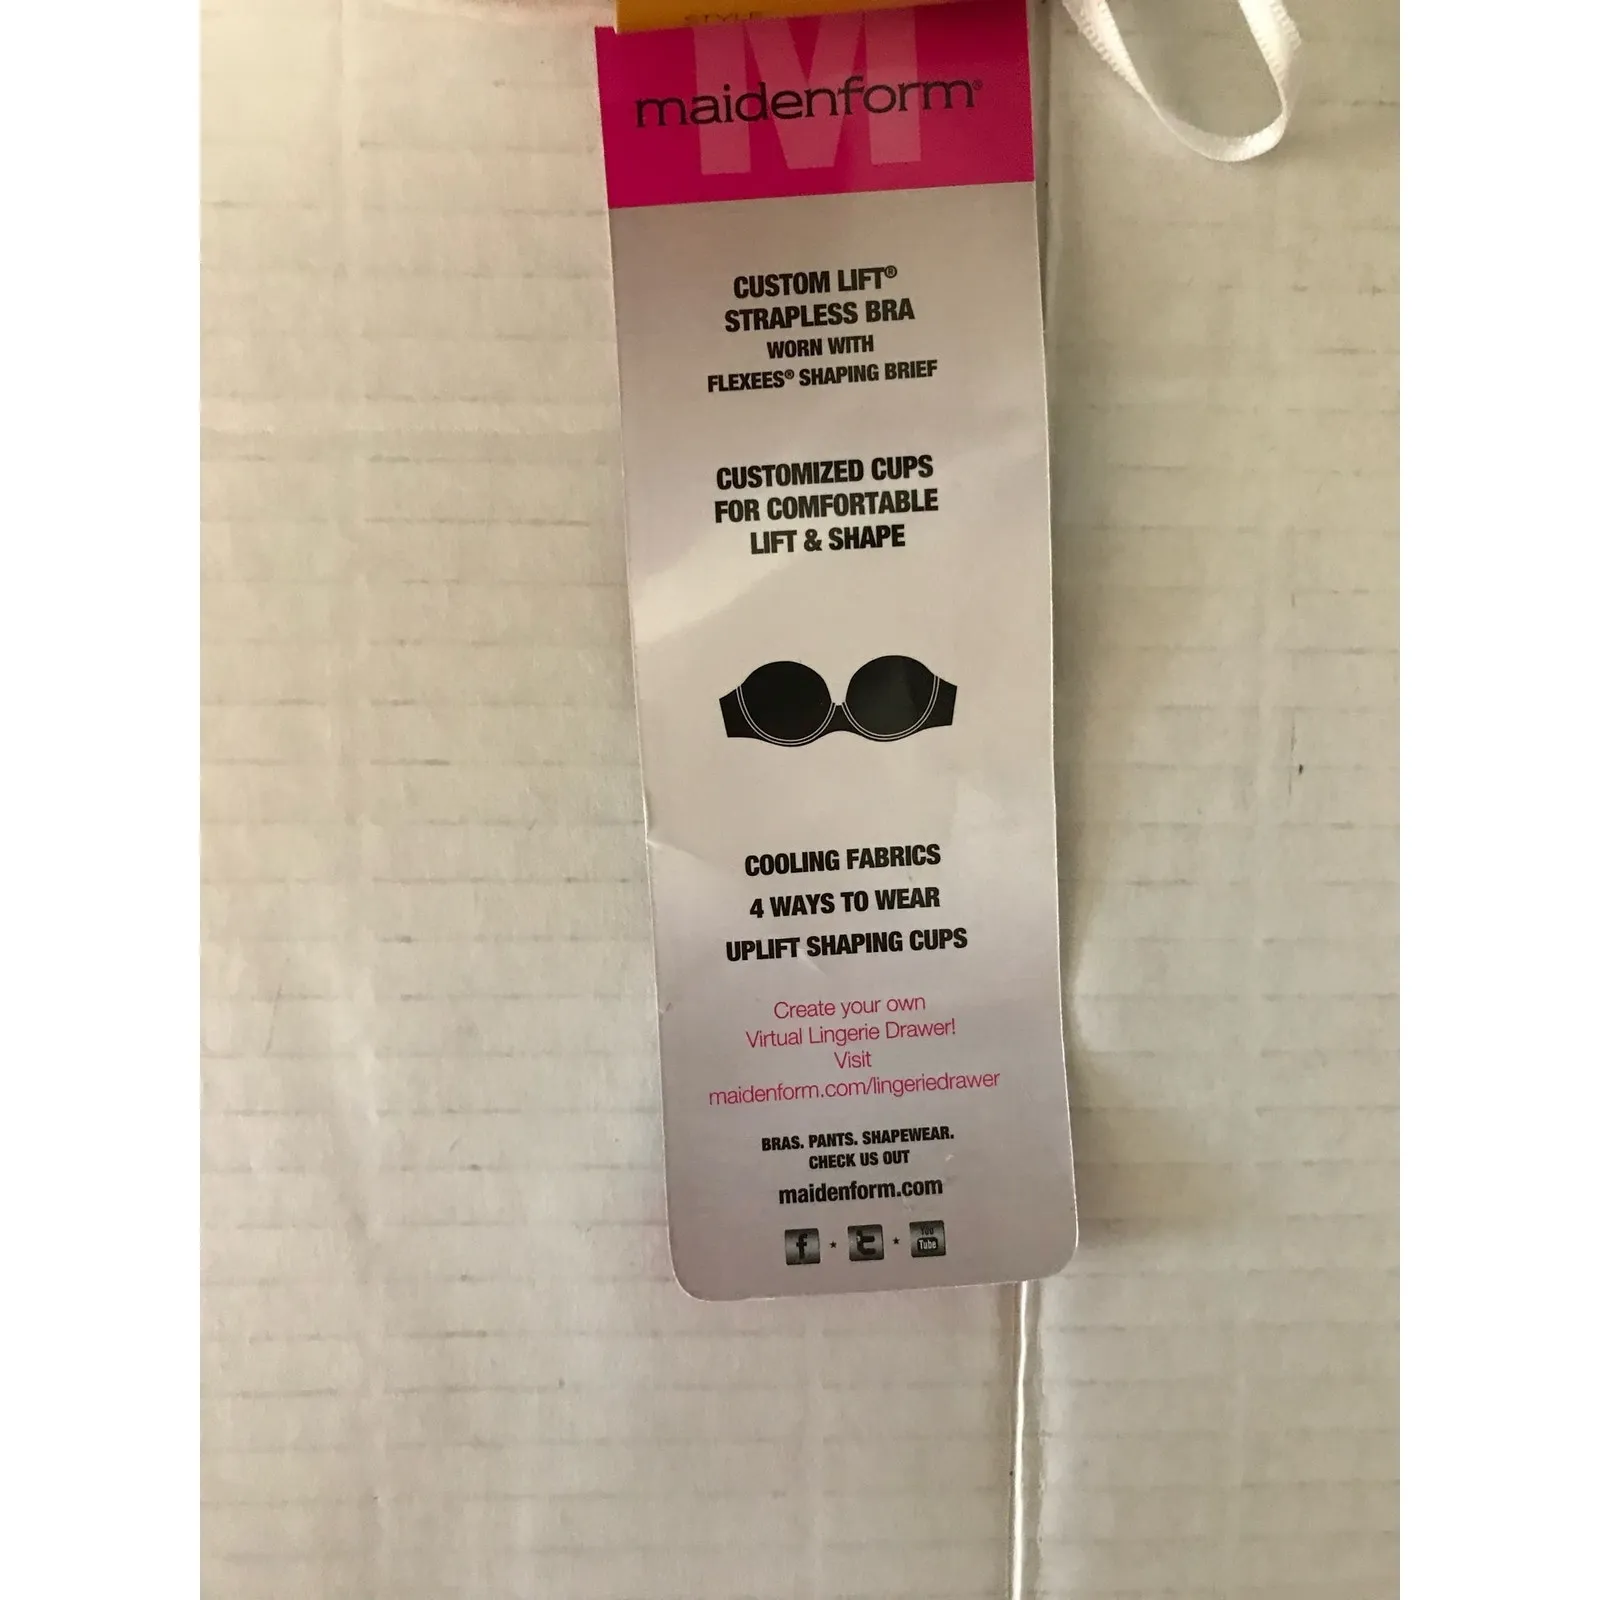 STYLE
M
maidenform®
CUSTOM LIFT®
STRAPLESS BRA
WORN WITH
FLEXEES® SHAPING BRIEF
CUSTOMIZED CUPS
FOR COMFORTABLE
LIFT & SHAPE
COOLING FABRICS
4 WAYS TO WEAR
UPLIFT SHAPING CUPS
Create your own
Virtual Lingerie Drawer!
Visit
maidenform.com/lingeriedrawer
BRAS. PANTS. SHAPEWEAR.
CHECK US OUT
maidenform.com
f * t * You Tube